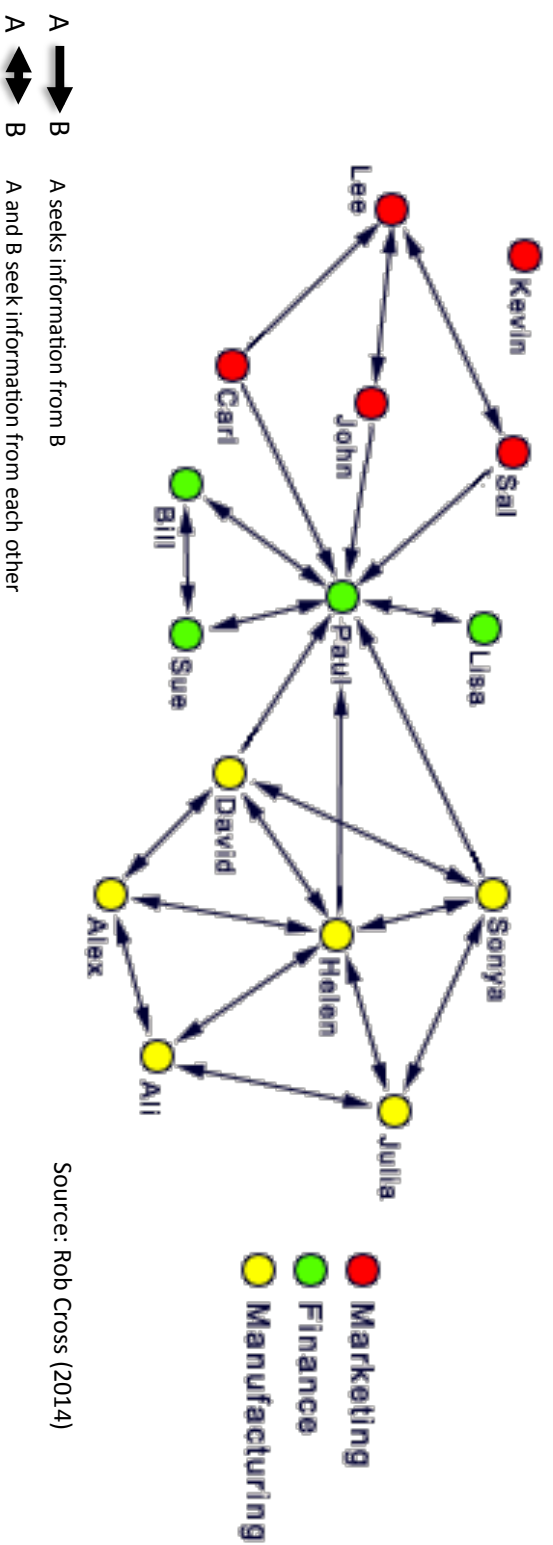 Kevin
Sal
Lee
John
Carl
Lisa
Paul
Bill
Sue
Sonya
David
Helen
Alex
Julia
Ali
Marketing
Finance
Manufacturing
A B A seeks information from B
A B A and B seek information from each other
Source: Rob Cross (2014)